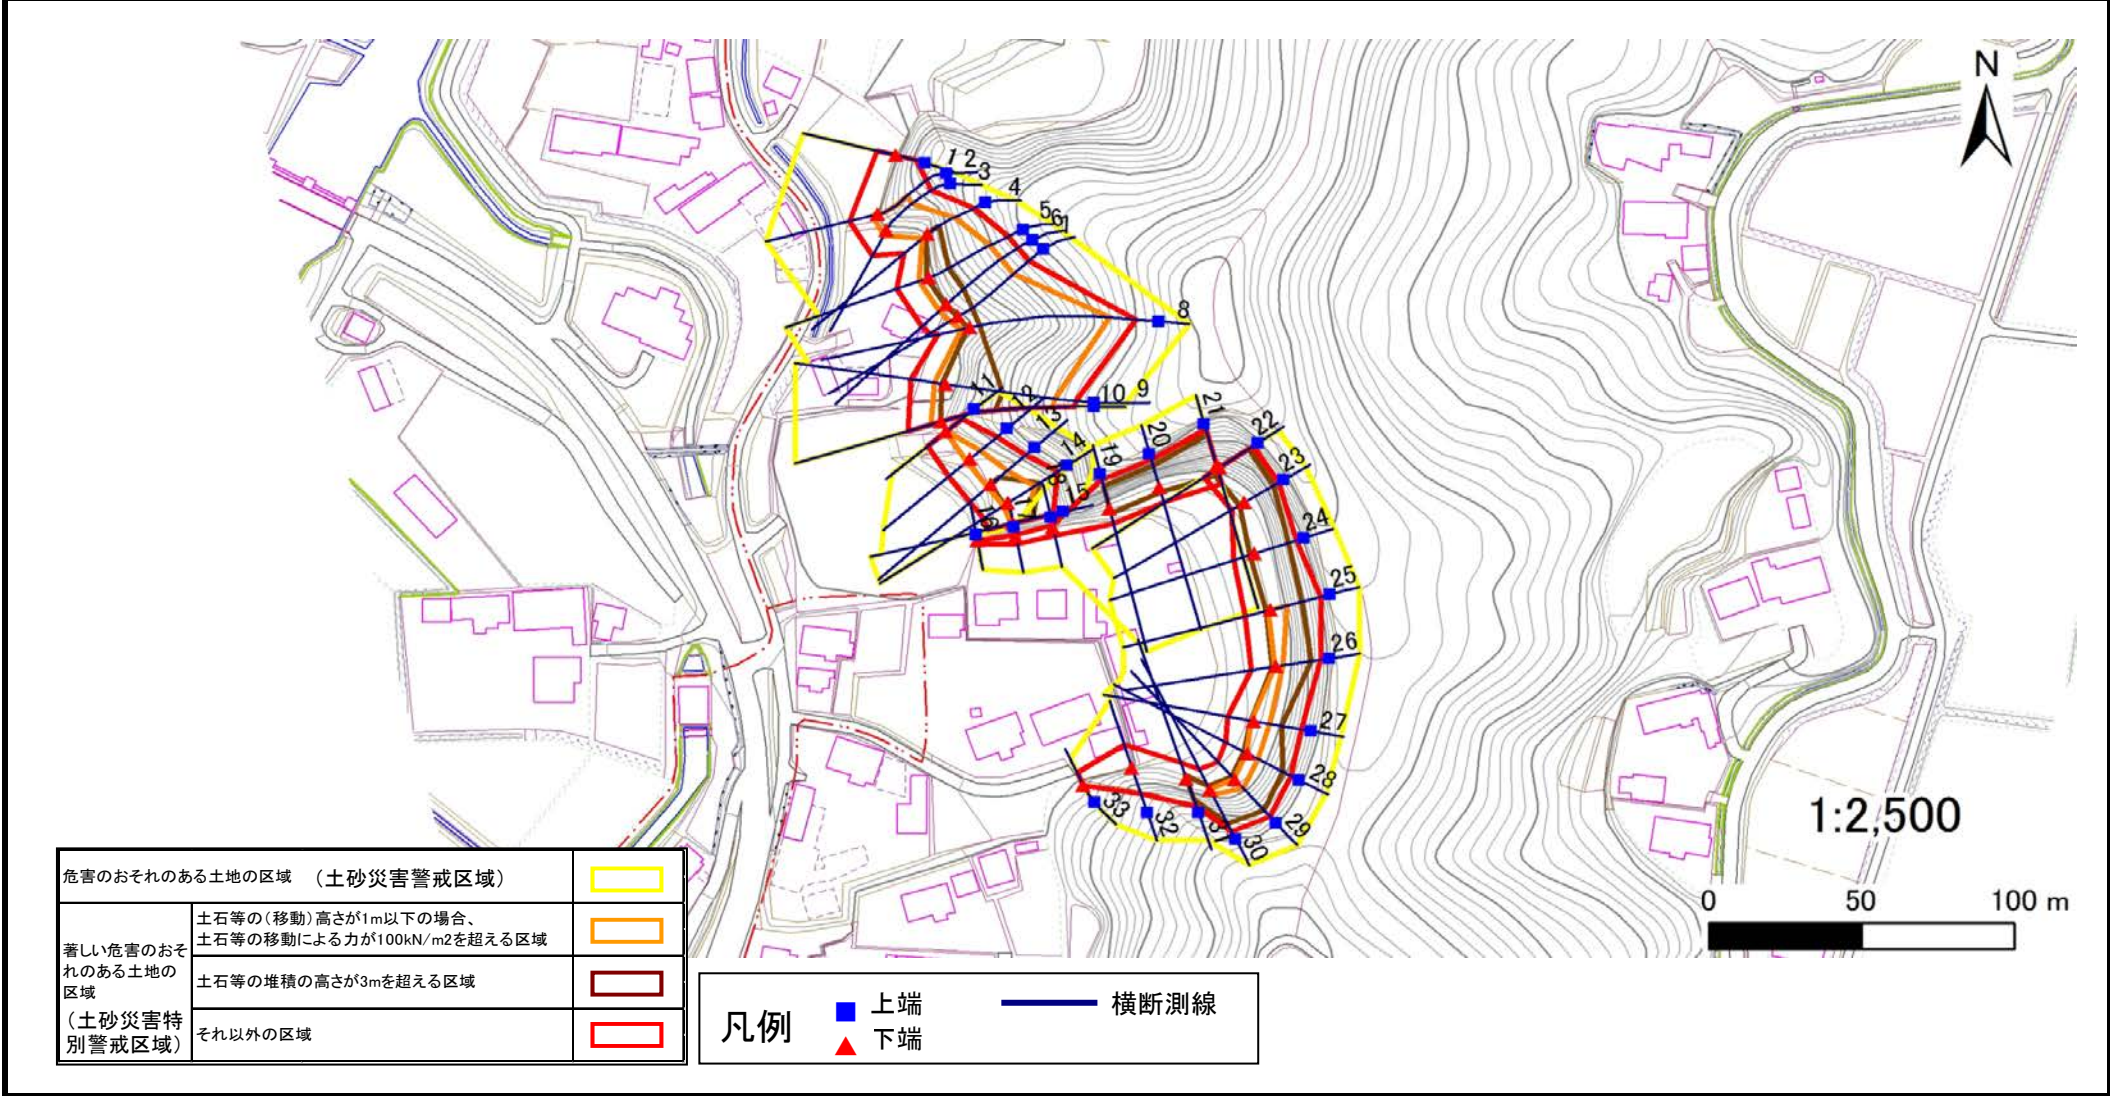 N
1
2
3
4
5
6
8
9
10
11
12
13
14
15
16
19
20
21
22
23
24
25
26
27
28
29
30
32
33
1:2,500
0 50 100 m
危害のおそれのある土地の区域 (土砂災害警戒区域)
著しい危害のおそ
れのある土地の
区域
(土砂災害特
別警戒区域)
土石等の(移動)高さが1m以下の場合、
土石等の移動による力が100kN/m2を超える区域
土石等の堆積の高さが3mを超える区域
それ以外の区域
凡例
上端
下端
横断測線